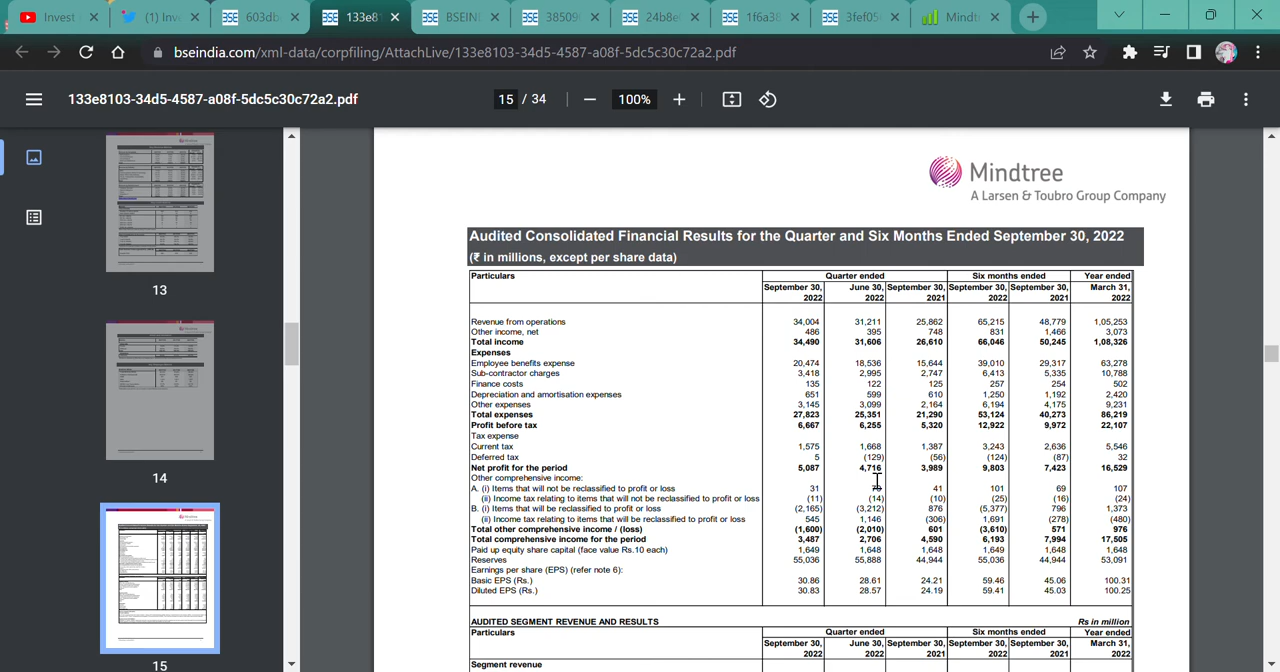 Invest
(1) Inv
603db
133e81
BSEIN
38509
24b8e
1f6a38
3fef05
Mindt
bseindia.com/xml-data/corpfiling/AttachLive/133e8103-34d5-4587-a08f-5dc5c30c72a2.pdf
133e8103-34d5-4587-a08f-5dc5c30c72a2.pdf 15 / 34 100%
13
14
15
Mindtree
A Larsen & Toubro Group Company
Audited Consolidated Financial Results for the Quarter and Six Months Ended September 30, 2022
(₹ in millions, except per share data)
Particulars Quarter ended Six months ended Year ended
September 30, 2022 June 30, 2022 September 30, 2021 September 30, 2022 September 30, 2021 March 31, 2022
Revenue from operations 34,004 31,211 25,862 65,215 48,779 1,05,253
Other income, net 486 395 748 831 1,466 3,073
Total income 34,490 31,606 26,610 66,046 50,245 1,08,326
Expenses
Employee benefits expense 20,474 18,536 15,644 39,010 29,317 63,278
Sub-contractor charges 3,418 2,995 2,747 6,413 5,335 10,788
Finance costs 135 122 125 257 254 502
Depreciation and amortisation expenses 651 599 610 1,250 1,192 2,420
Other expenses 3,145 3,099 2,164 6,194 4,175 9,231
Total expenses 27,823 25,351 21,290 53,124 40,273 86,219
Profit before tax 6,667 6,255 5,320 12,922 9,972 22,107
Tax expense
Current tax 1,575 1,668 1,387 3,243 2,636 5,546
Deferred tax 5 (129) (56) (124) (87) 32
Net profit for the period 5,087 4,716 3,989 9,803 7,423 16,529
Other comprehensive income:
A. (i) Items that will not be reclassified to profit or loss 31 41 101 69 107
(ii) Income tax relating to items that will not be reclassified to profit or loss (11) (14) (10) (25) (16) (24)
B. (i) Items that will be reclassified to profit or loss (2,165) (3,212) 876 (5,377) 796 1,373
(ii) Income tax relating to items that will be reclassified to profit or loss 545 1,146 (306) 1,691 (278) (480)
Total other comprehensive income / (loss) (1,600) (2,010) 601 (3,610) 571 976
Total comprehensive income for the period 3,487 2,706 4,590 6,193 7,994 17,505
Paid up equity share capital (face value Rs.10 each) 1,649 1,648 1,648 1,649 1,648 1,648
Reserves 55,036 55,888 44,944 55,036 44,944 53,091
Earnings per share (EPS) (refer note 6):
Basic EPS (Rs.) 30.86 28.61 24.21 59.46 45.06 100.31
Diluted EPS (Rs.) 30.83 28.57 24.19 59.41 45.03 100.25
AUDITED SEGMENT REVENUE AND RESULTS Rs in million
Particulars Quarter ended Six months ended Year ended
September 30, 2022 June 30, 2022 September 30, 2021 September 30, 2022 September 30, 2021 March 31, 2022
Segment revenue